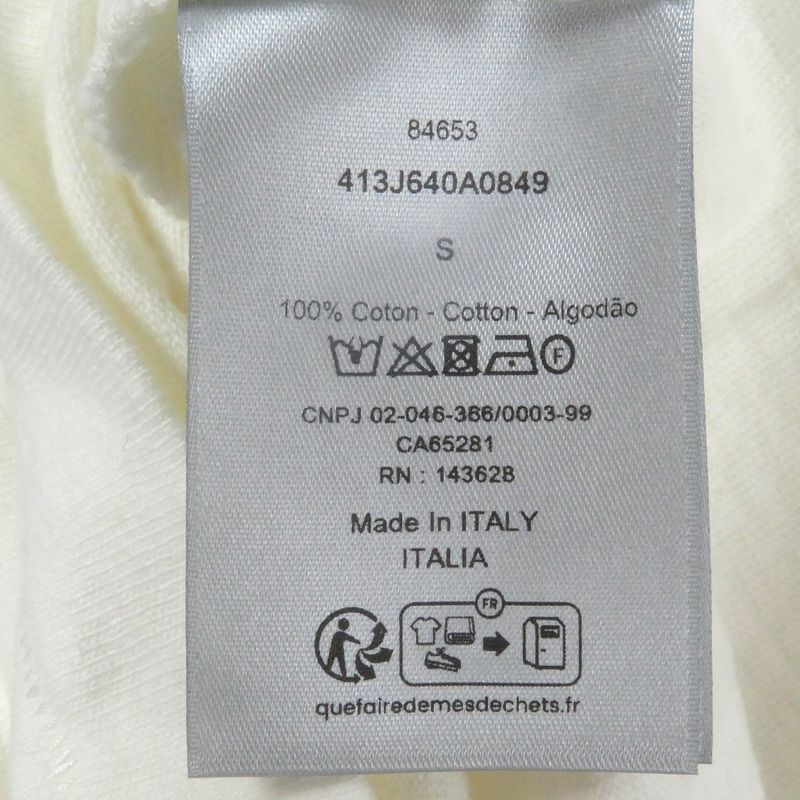 84653
413J640A0849
S
100% Coton - Cotton - Algodão
F
CNPJ 02-046-366/0003-99
CA65281
RN : 143628
Made In ITALY
ITALIA
FR
quefairedemesdechets.fr